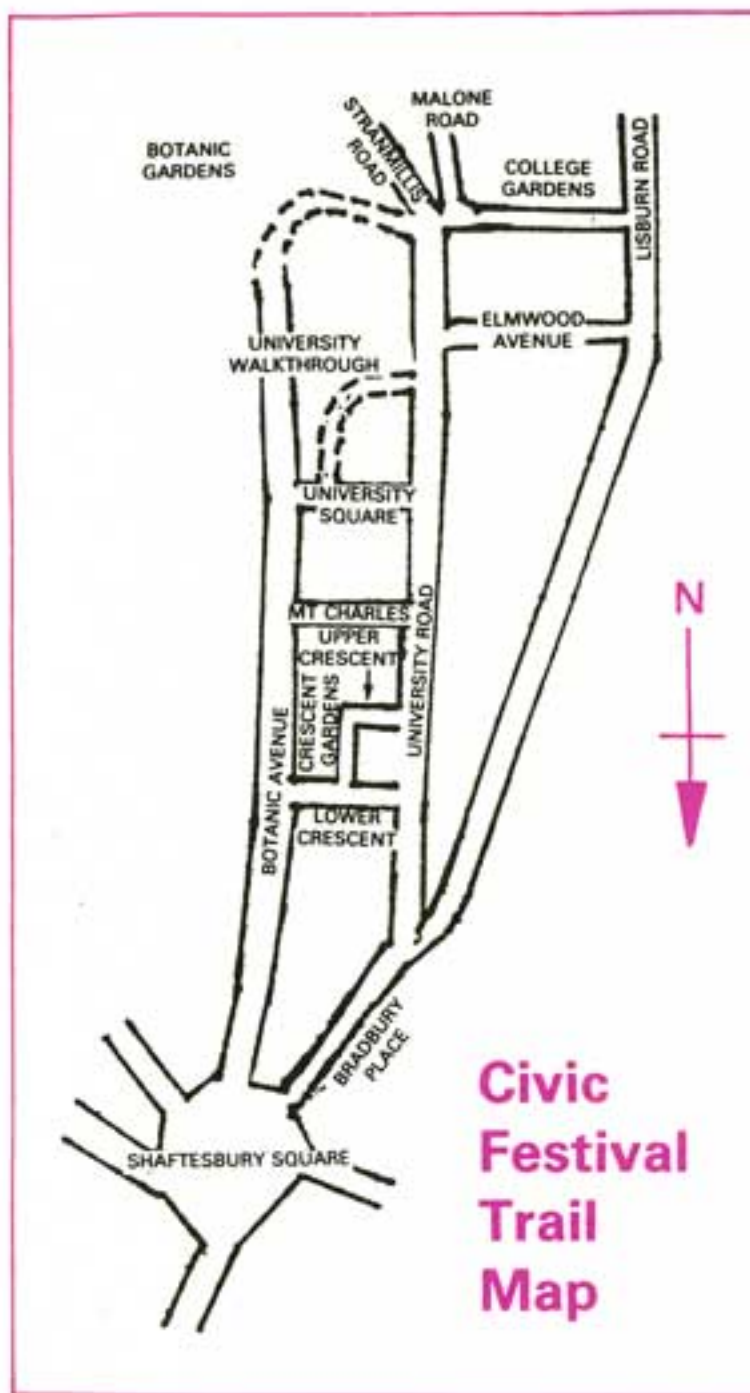 BOTANIC
GARDENS
STRANMILLIS
ROAD
MALONE
ROAD
COLLEGE
GARDENS
LISBURN ROAD
ELMWOOD
AVENUE
UNIVERSITY
WALKTHROUGH
UNIVERSITY
SQUARE
MT CHARLES
UPPER
CRESCENT
CRESCENT
GARDENS
UNIVERSITY ROAD
BOTANIC AVENUE
LOWER
CRESCENT
N
BRADBURY
PLACE
SHAFTESBURY SQUARE
Civic
Festival
Trail
Map